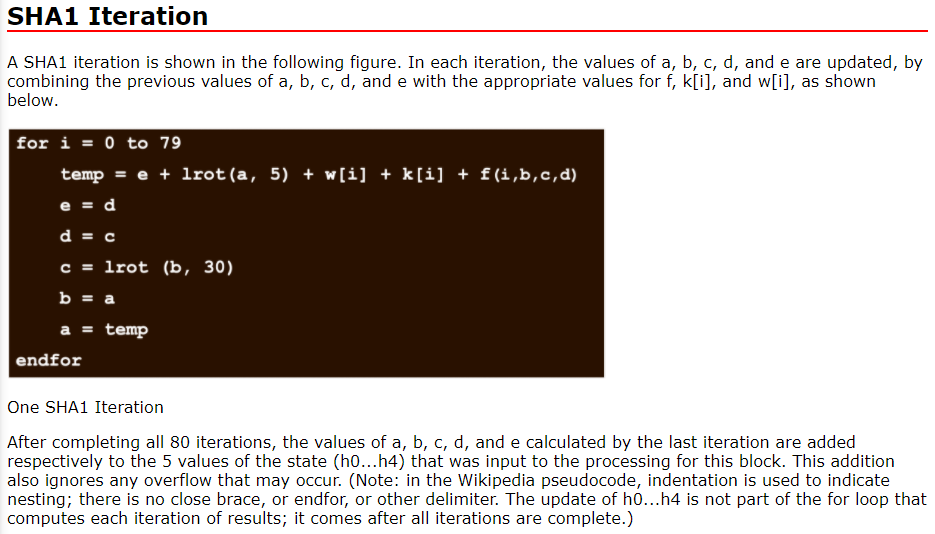 SHA1 Iteration
A SHA1 iteration is shown in the following figure. In each iteration, the values of a, b, c, d, and e are updated, by
combining the previous values of a, b, c, d, and e with the appropriate values for f, k[i], and w[i], as shown
below.
for i = 0 to 79
temp = e + lrot(a, 5) + w[i] + k[i] + f(i,b,c,d)
e = d
d = c
c = lrot (b, 30)
b = a
a = temp
endfor
One SHA1 Iteration
After completing all 80 iterations, the values of a, b, c, d, and e calculated by the last iteration are added
respectively to the 5 values of the state (h0...h4) that was input to the processing for this block. This addition
also ignores any overflow that may occur. (Note: in the Wikipedia pseudocode, indentation is used to indicate
nesting; there is no close brace, or endfor, or other delimiter. The update of h0...h4 is not part of the for loop that
computes each iteration of results; it comes after all iterations are complete.)